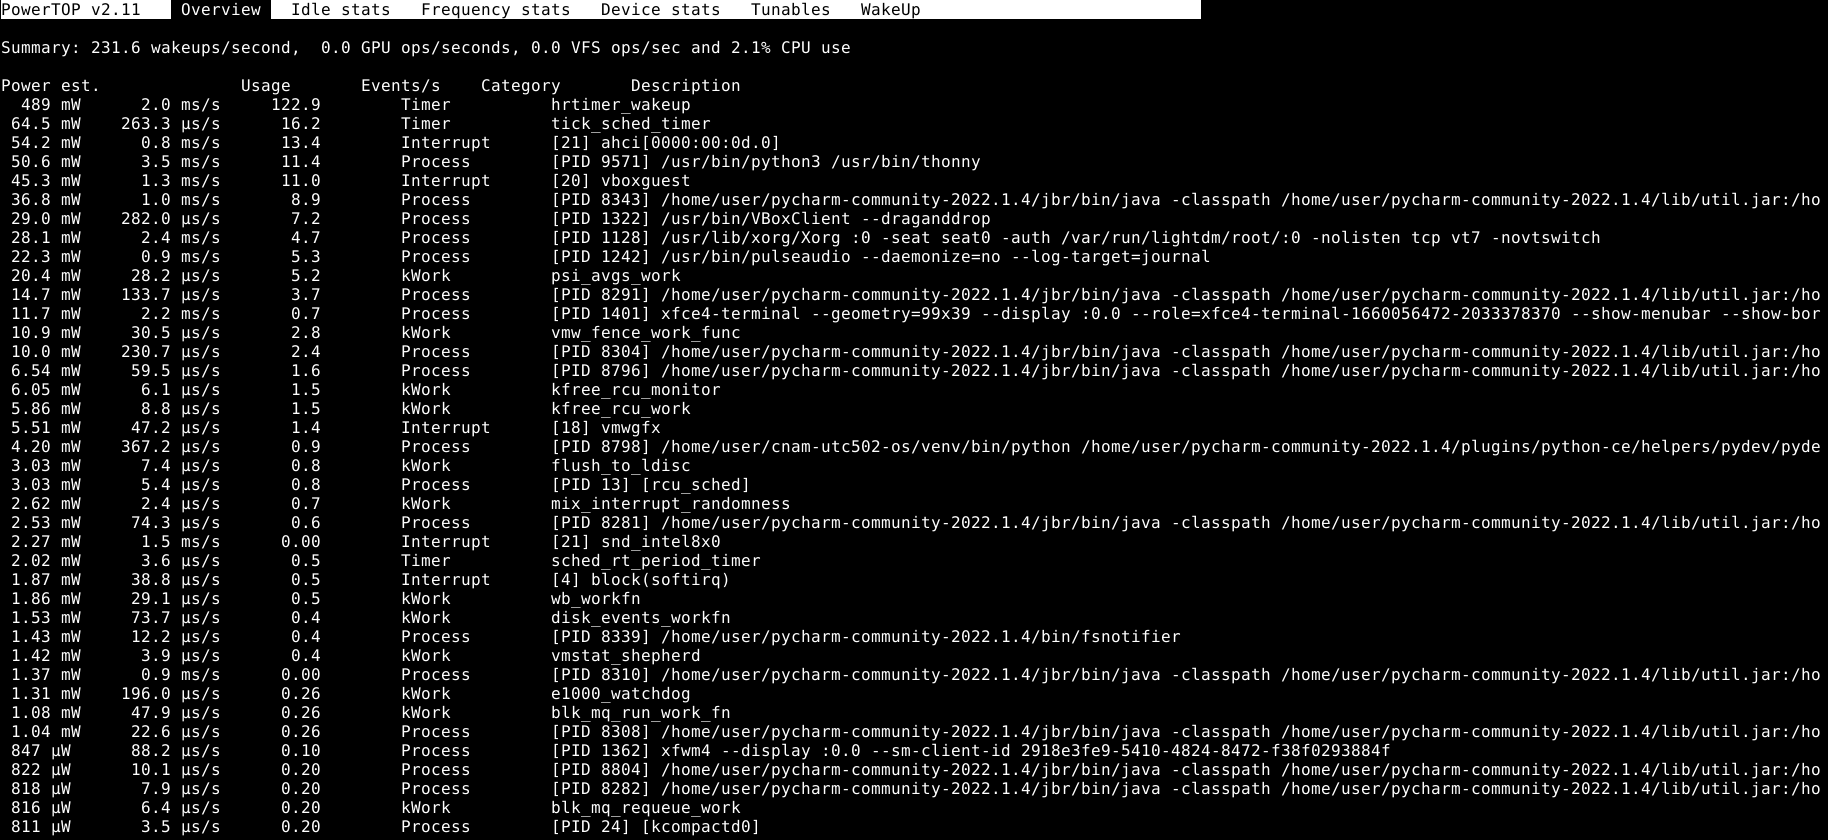 PowerTOP v2.11 Overview Idle stats Frequency stats Device stats Tunables WakeUp
Summary: 231.6 wakeups/second, 0.0 GPU ops/seconds, 0.0 VFS ops/sec and 2.1% CPU use
Power est. Usage Events/s Category Description
489 mW 2.0 ms/s 122.9 Timer hrtimer_wakeup
64.5 mW 263.3 µs/s 16.2 Timer tick_sched_timer
54.2 mW 0.8 ms/s 13.4 Interrupt [21] ahci[0000:00:0d.0]
50.6 mW 3.5 ms/s 11.4 Process [PID 9571] /usr/bin/python3 /usr/bin/thonny
45.3 mW 1.3 ms/s 11.0 Interrupt [20] vboxguest
36.8 mW 1.0 ms/s 8.9 Process [PID 8343] /home/user/pycharm-community-2022.1.4/jbr/bin/java -classpath /home/user/pycharm-community-2022.1.4/lib/util.jar:/ho
29.0 mW 282.0 µs/s 7.2 Process [PID 1322] /usr/bin/VBoxClient --draganddrop
28.1 mW 2.4 ms/s 4.7 Process [PID 1128] /usr/lib/xorg/Xorg :0 -seat seat0 -auth /var/run/lightdm/root/:0 -nolisten tcp vt7 -novtswitch
22.3 mW 0.9 ms/s 5.3 Process [PID 1242] /usr/bin/pulseaudio --daemonize=no --log-target=journal
20.4 mW 28.2 µs/s 5.2 kWork psi_avgs_work
14.7 mW 133.7 µs/s 3.7 Process [PID 8291] /home/user/pycharm-community-2022.1.4/jbr/bin/java -classpath /home/user/pycharm-community-2022.1.4/lib/util.jar:/ho
11.7 mW 2.2 ms/s 0.7 Process [PID 1401] xfce4-terminal --geometry=99x39 --display :0.0 --role=xfce4-terminal-1660056472-2033378370 --show-menubar --show-bor
10.9 mW 30.5 µs/s 2.8 kWork vmw_fence_work_func
10.0 mW 230.7 µs/s 2.4 Process [PID 8304] /home/user/pycharm-community-2022.1.4/jbr/bin/java -classpath /home/user/pycharm-community-2022.1.4/lib/util.jar:/ho
6.54 mW 59.5 µs/s 1.6 Process [PID 8796] /home/user/pycharm-community-2022.1.4/jbr/bin/java -classpath /home/user/pycharm-community-2022.1.4/lib/util.jar:/ho
6.05 mW 6.1 µs/s 1.5 kWork kfree_rcu_monitor
5.86 mW 8.8 µs/s 1.5 kWork kfree_rcu_work
5.51 mW 47.2 µs/s 1.4 Interrupt [18] vmwgfx
4.20 mW 367.2 µs/s 0.9 Process [PID 8798] /home/user/cnam-utc502-os/venv/bin/python /home/user/pycharm-community-2022.1.4/plugins/python-ce/helpers/pydev/pyde
3.03 mW 7.4 µs/s 0.8 kWork flush_to_ldisc
3.03 mW 5.4 µs/s 0.8 Process [PID 13] [rcu_sched]
2.62 mW 2.4 µs/s 0.7 kWork mix_interrupt_randomness
2.53 mW 74.3 µs/s 0.6 Process [PID 8281] /home/user/pycharm-community-2022.1.4/jbr/bin/java -classpath /home/user/pycharm-community-2022.1.4/lib/util.jar:/ho
2.27 mW 1.5 ms/s 0.00 Interrupt [21] snd_intel8x0
2.02 mW 3.6 µs/s 0.5 Timer sched_rt_period_timer
1.87 mW 38.8 µs/s 0.5 Interrupt [4] block(softirq)
1.86 mW 29.1 µs/s 0.5 kWork wb_workfn
1.53 mW 73.7 µs/s 0.4 kWork disk_events_workfn
1.43 mW 12.2 µs/s 0.4 Process [PID 8339] /home/user/pycharm-community-2022.1.4/bin/fsnotifier
1.42 mW 3.9 µs/s 0.4 kWork vmstat_shepherd
1.37 mW 0.9 ms/s 0.00 Process [PID 8310] /home/user/pycharm-community-2022.1.4/jbr/bin/java -classpath /home/user/pycharm-community-2022.1.4/lib/util.jar:/ho
1.31 mW 196.0 µs/s 0.26 kWork e1000_watchdog
1.08 mW 47.9 µs/s 0.26 kWork blk_mq_run_work_fn
1.04 mW 22.6 µs/s 0.26 Process [PID 8308] /home/user/pycharm-community-2022.1.4/jbr/bin/java -classpath /home/user/pycharm-community-2022.1.4/lib/util.jar:/ho
847 µW 88.2 µs/s 0.10 Process [PID 1362] xfwm4 --display :0.0 --sm-client-id 2918e3fe9-5410-4824-8472-f38f0293884f
822 µW 10.1 µs/s 0.20 Process [PID 8804] /home/user/pycharm-community-2022.1.4/jbr/bin/java -classpath /home/user/pycharm-community-2022.1.4/lib/util.jar:/ho
818 µW 7.9 µs/s 0.20 Process [PID 8282] /home/user/pycharm-community-2022.1.4/jbr/bin/java -classpath /home/user/pycharm-community-2022.1.4/lib/util.jar:/ho
816 µW 6.4 µs/s 0.20 kWork blk_mq_requeue_work
811 µW 3.5 µs/s 0.20 Process [PID 24] [kcompactd0]